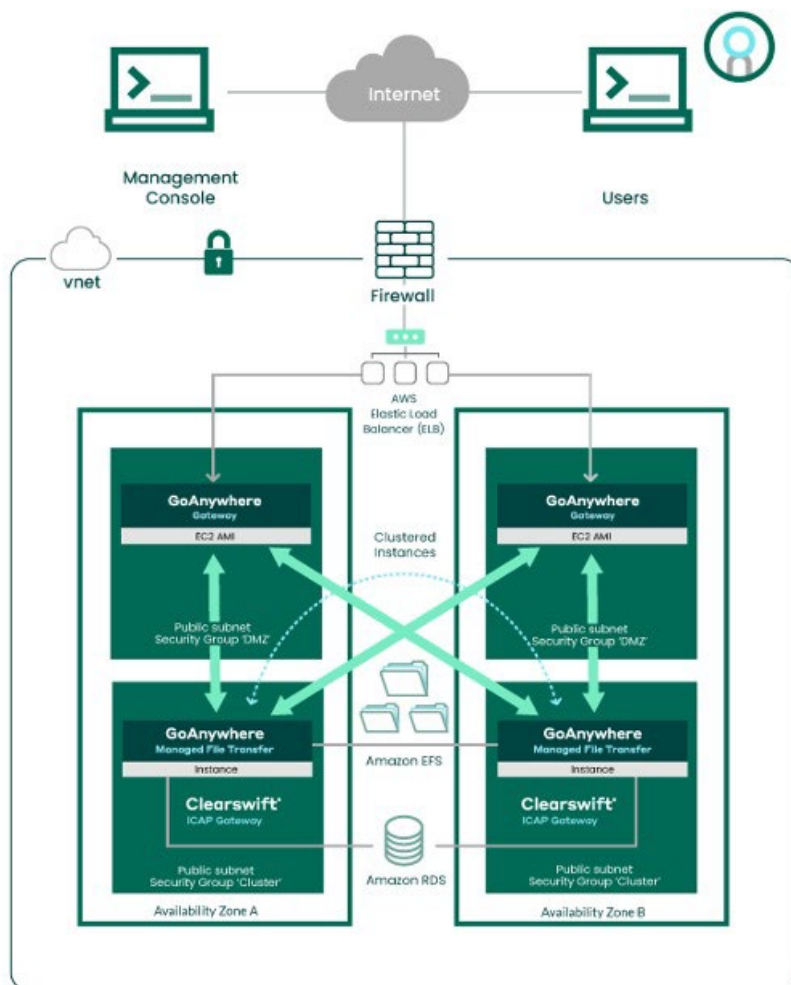 Internet
Management
Console
Users
vnet
Firewall
AWS
Elastic Load
Balancer (ELB)
GoAnywhere
Gateway
EC2 AMI
Public subnet
Security Group 'DMZ'
GoAnywhere
Gateway
EC2 AMI
Public subnet
Security Group 'DMZ'
Clustered
Instances
GoAnywhere
Managed File Transfer
Instance
Clearswift
ICAP Gateway
Public subnet
Security Group 'Cluster'
Availability Zone A
Amazon EFS
Amazon RDS
GoAnywhere
Managed File Transfer
Instance
Clearswift
ICAP Gateway
Public subnet
Security Group 'Cluster'
Availability Zone B